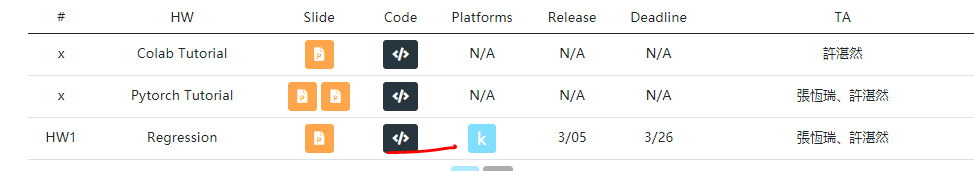 # HW Slide Code Platforms Release Deadline TA
x Colab Tutorial P </> N/A N/A N/A 許湛然
x Pytorch Tutorial P P </> N/A N/A N/A 張恆瑞、許湛然
HW1 Regression P </> k 3/05 3/26 張恆瑞、許湛然